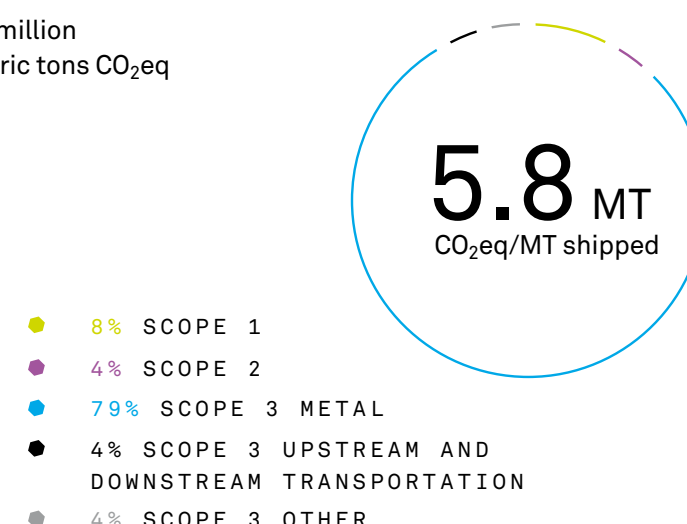 million
ric tons CO₂eq
5.8 MT
CO₂eq/MT shipped
8% SCOPE 1
4% SCOPE 2
79% SCOPE 3 METAL
4% SCOPE 3 UPSTREAM AND
DOWNSTREAM TRANSPORTATION
4% SCOPE 3 OTHER